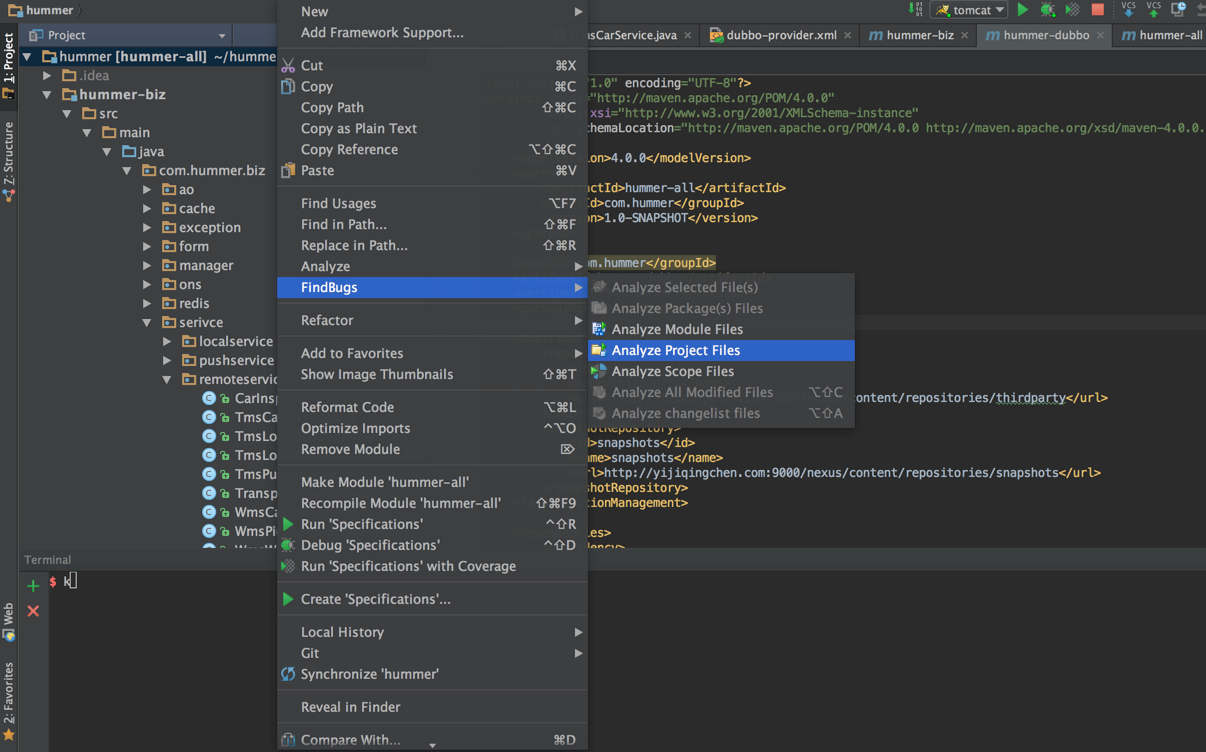 hummer
tomcat
VCS
VCS
1: Project
Z: Structure
Web
2: Favorites
Project
hummer [hummer-all] ~/humme
.idea
hummer-biz
src
main
java
com.hummer.biz
ao
cache
exception
form
manager
ons
redis
serivce
localservice
pushservice
remoteservic
CarInsp
TmsCa
TmsLo
TmsLo
TmsPu
Transp
WmsCa
WmsPi
New
Add Framework Support...
Cut ⌘X
Copy ⌘C
Copy Path ⇧⌘C
Copy as Plain Text
Copy Reference ⌥⇧⌘C
Paste ⌘V
Find Usages ⌥F7
Find in Path... ⇧⌘F
Replace in Path... ⇧⌘R
Analyze
FindBugs
Refactor
Add to Favorites
Show Image Thumbnails ⇧⌘T
Reformat Code ⌥⌘L
Optimize Imports ^⌥O
Remove Module ⌦
Make Module 'hummer-all'
Recompile Module 'hummer-all' ⇧⌘F9
Run 'Specifications' ^⇧R
Debug 'Specifications' ^⇧D
Run 'Specifications' with Coverage
Create 'Specifications'...
Local History
Git
Synchronize 'hummer'
Reveal in Finder
Compare With... ⌘D
Analyze Selected File(s)
Analyze Package(s) Files
Analyze Module Files
Analyze Project Files
Analyze Scope Files
Analyze All Modified Files ⌥⇧C
Analyze changelist files ⌥⇧A
nsCarService.java
dubbo-provider.xml
hummer-biz
hummer-dubbo
hummer-all
1.0" encoding="UTF-8"?>
="http://maven.apache.org/POM/4.0.0"
xsi="http://www.w3.org/2001/XMLSchema-instance"
chemaLocation="http://maven.apache.org/POM/4.0.0 http://maven.apache.org/xsd/maven-4.0.0.
on>4.0.0</modelVersion>
actId>hummer-all</artifactId>
d>com.hummer</groupId>
on>1.0-SNAPSHOT</version>
om.hummer</groupId>
ontent/repositories/thirdparty</url>
hotRepository>
d>snapshots</id>
ame>snapshots</name>
rl>http://yijiqingchen.com:9000/nexus/content/repositories/snapshots</url>
shotRepository>
tionManagement>
ies>
dency>
Terminal
$ k